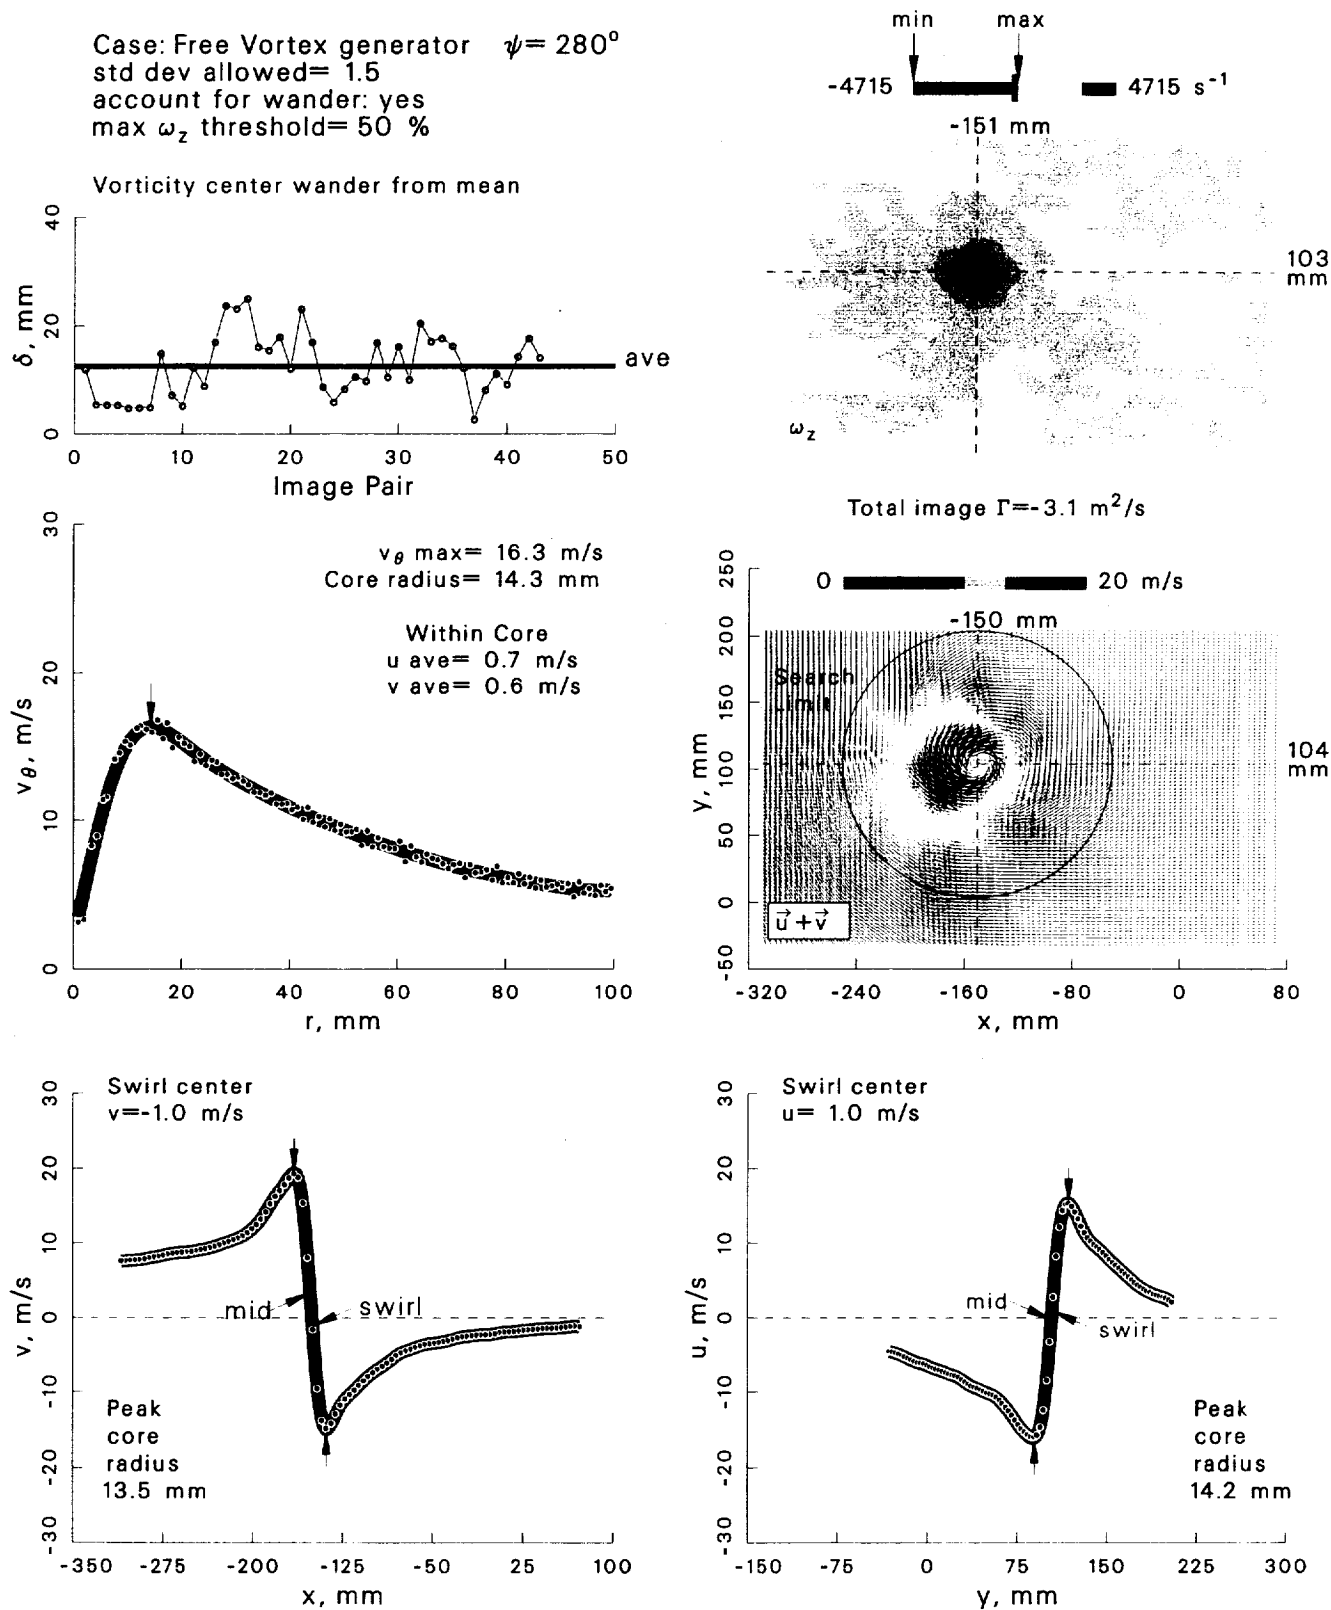 Case: Free Vortex generator ψ= 280°
std dev allowed= 1.5
account for wander: yes
max ω_z threshold= 50 %
Vorticity center wander from mean
40
20
0
δ, mm
ave
0 10 20 30 40 50
Image Pair
min max
-4715 4715 s⁻¹
-151 mm
103
mm
ω_z
30
20
10
0
v_θ, m/s
v_θ max= 16.3 m/s
Core radius= 14.3 mm
Within Core
u ave= 0.7 m/s
v ave= 0.6 m/s
0 20 40 60 80 100
r, mm
Total image Γ=-3.1 m²/s
0 20 m/s
-150 mm
250
200
150
100
50
0
-50
y, mm
Search
Limit
104
mm
u⃗ + v⃗
-320 -240 -160 -80 0 80
x, mm
Swirl center
v=-1.0 m/s
30
20
10
0
-10
-20
-30
v, m/s
mid swirl
Peak
core
radius
13.5 mm
-350 -275 -200 -125 -50 25 100
x, mm
Swirl center
u= 1.0 m/s
30
20
10
0
-10
-20
-30
u, m/s
mid
swirl
Peak
core
radius
14.2 mm
-150 -75 0 75 150 225 300
y, mm